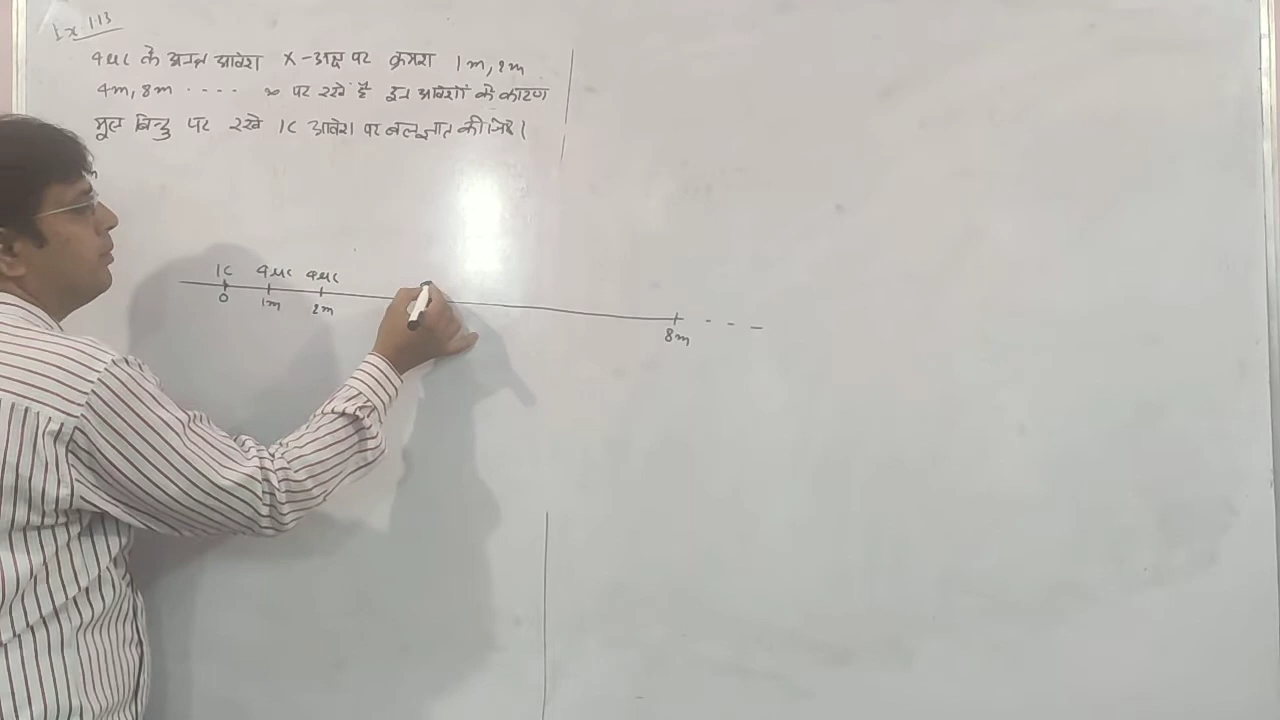 Ex 113
4μc के अनन्त आवेश X-अक्ष पर क्रमश 1m, 2m
4m, 8m .... ∞ पर रखे है इन आवेशों के कारण
मूल बिन्दु पर रखे 1C आवेश पर बल ज्ञात कीजिये।
1C 4μc 4μc
0 1m 2m 8m